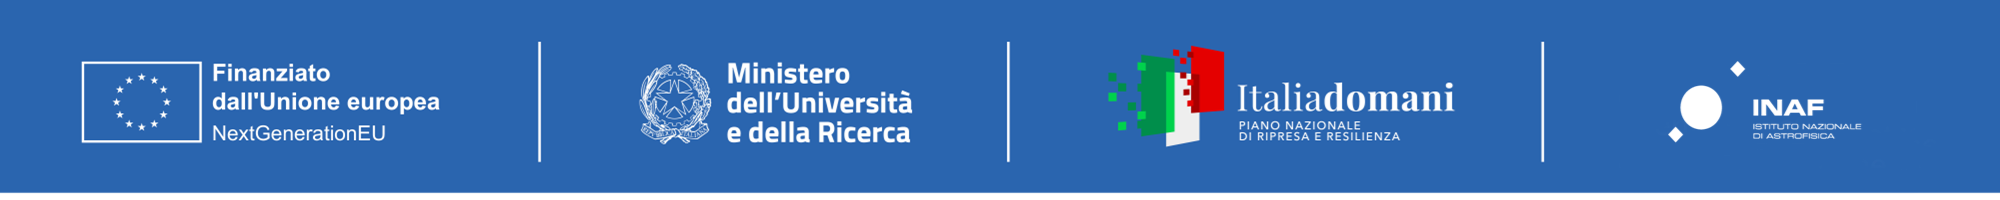 Finanziato
dall'Unione europea
NextGenerationEU
Ministero
dell'Università
e della Ricerca
Italiadomani
PIANO NAZIONALE
DI RIPRESA E RESILIENZA
INAF
ISTITUTO NAZIONALE
DI ASTROFISICA